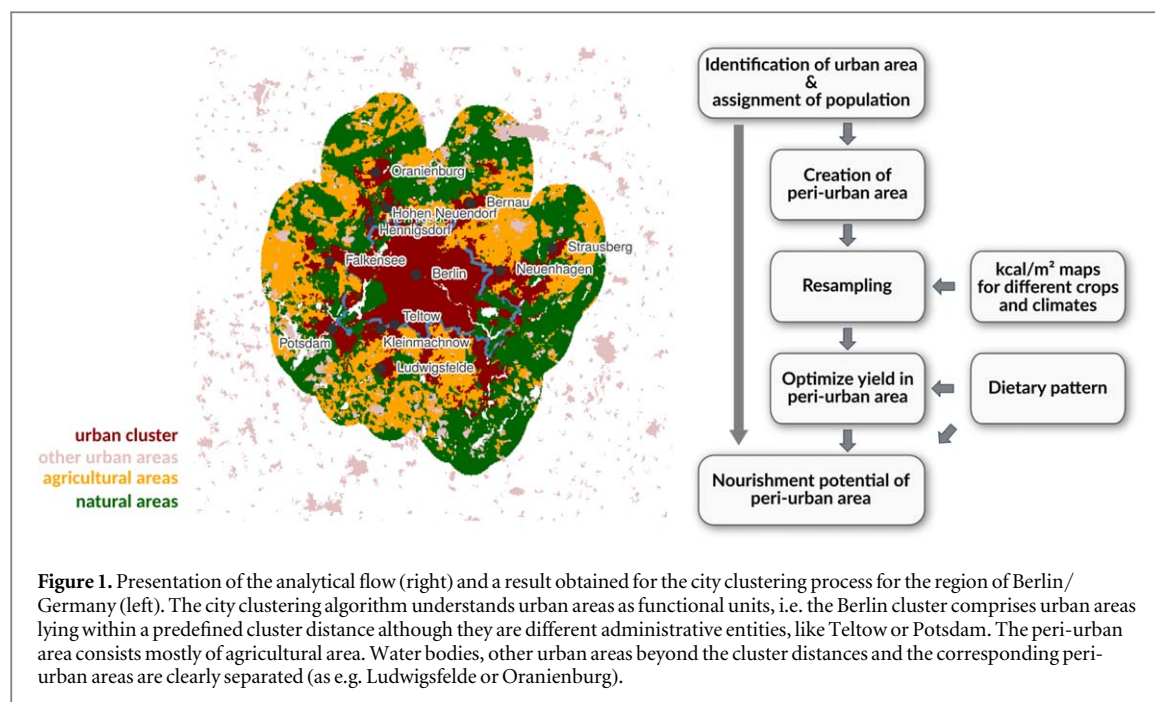 Oranienburg
Bernau
Hohen Neuendorf
Hennigsdorf
Strausberg
Falkensee
Neuenhagen
Berlin
Teltow
Potsdam
Kleinmachnow
Ludwigsfelde
urban cluster
other urban areas
agricultural areas
natural areas
Identification of urban area
&
assignment of population
Creation of
peri-urban area
Resampling
kcal/m² maps
for different crops
and climates
Optimize yield in
peri-urban area
Dietary pattern
Nourishment potential of
peri-urban area
Figure 1. Presentation of the analytical flow (right) and a result obtained for the city clustering process for the region of Berlin/
Germany (left). The city clustering algorithm understands urban areas as functional units, i.e. the Berlin cluster comprises urban areas
lying within a predefined cluster distance although they are different administrative entities, like Teltow or Potsdam. The peri-urban
area consists mostly of agricultural area. Water bodies, other urban areas beyond the cluster distances and the corresponding peri-
urban areas are clearly separated (as e.g. Ludwigsfelde or Oranienburg).